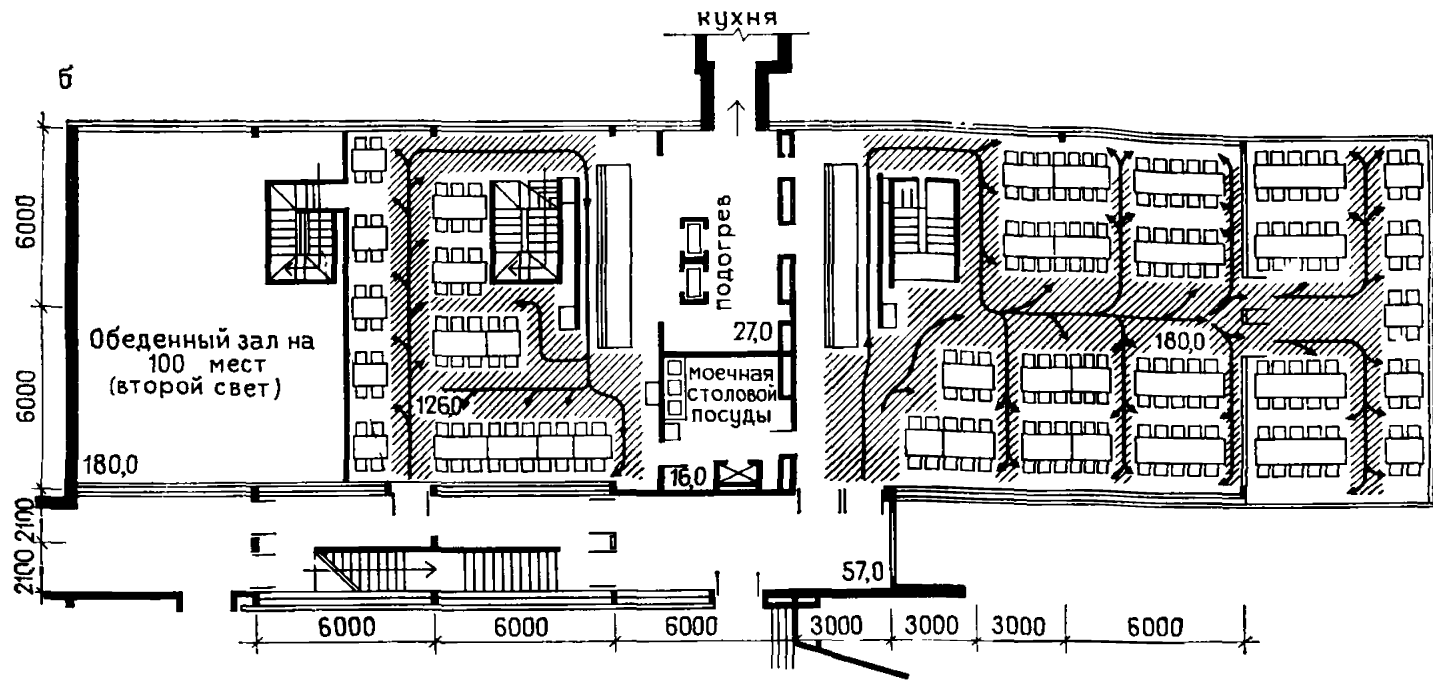 кухня
б
6000
6000
2100
2100
Обеденный зал на
100 мест
(второй свет)
180,0
126,0
подогрев
27,0
моечная
столовой
посуды
16,0
180,0
57,0
6000
6000
6000
3000
3000
3000
6000